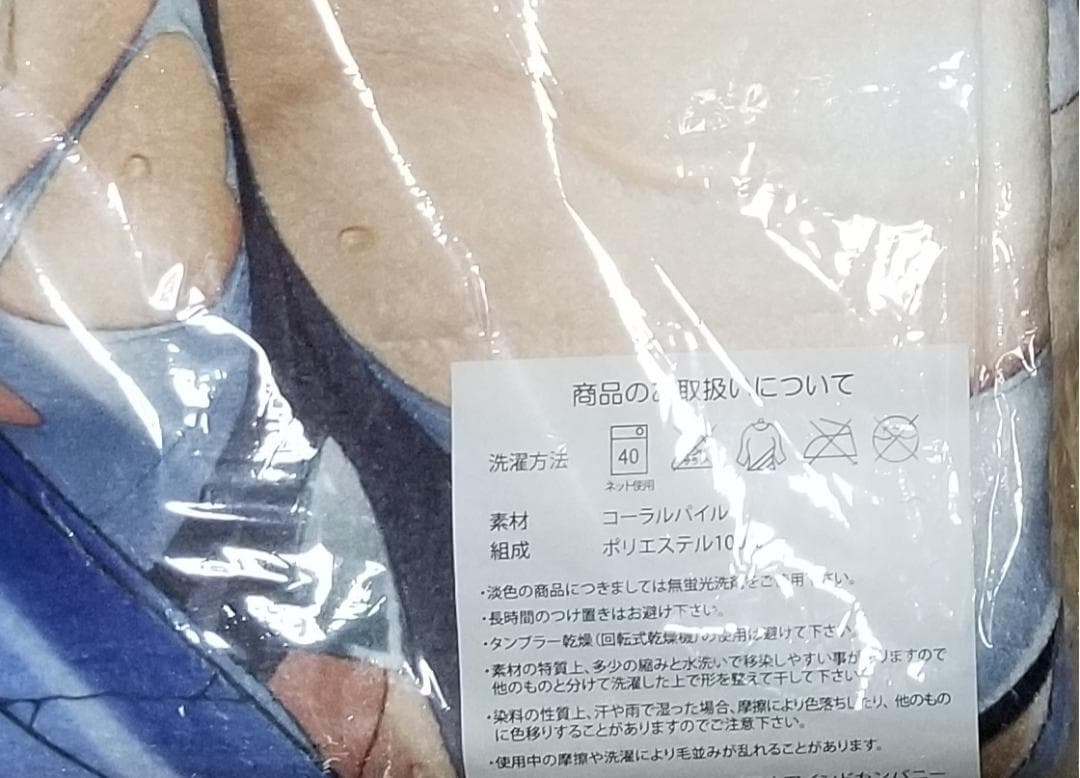 商品のお取扱いについて
洗濯方法
40
ネット使用
素材 コーラルパイル
組成 ポリエステル10
・淡色の商品につきましては無蛍光洗剤をご使用下さい。
・長時間のつけ置きはお避け下さい。
・タンブラー乾燥(回転式乾燥機)の使用は避けて下さい
・素材の特質上、多少の縮みと水洗いで移染しやすい事がありますので
他のものと分けて洗濯した上で形を整えて干して下さい
・染料の性質上、汗や雨で湿った場合、摩擦により色落ちしたり、他のもの
に色移りすることがありますのでご注意下さい。
・使用中の摩擦や洗濯により毛並みが乱れることがあります。